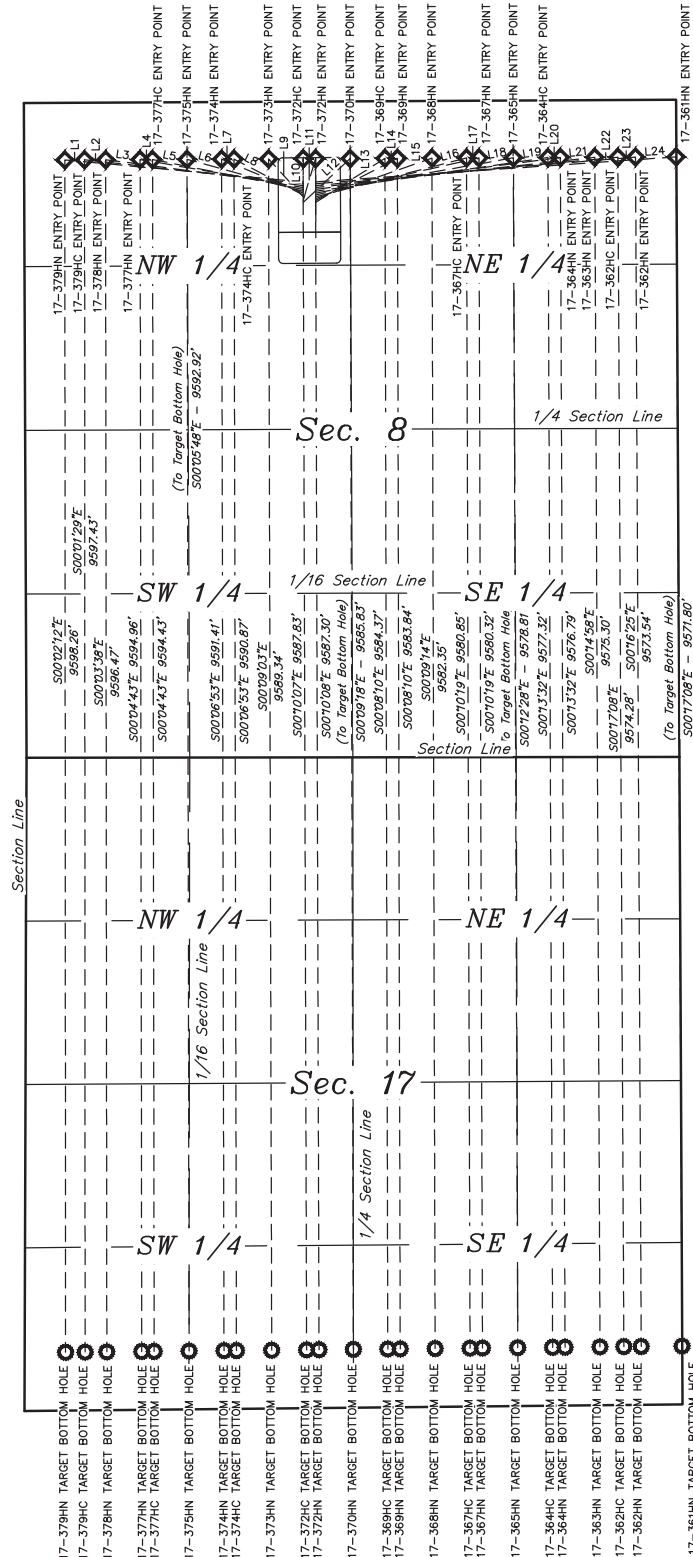 17-377HC ENTRY POINT
17-375HN ENTRY POINT
17-374HN ENTRY POINT
17-373HN ENTRY POINT
17-372HC ENTRY POINT
17-372HN ENTRY POINT
17-370HN ENTRY POINT
17-369HC ENTRY POINT
17-369HN ENTRY POINT
17-368HN ENTRY POINT
17-367HN ENTRY POINT
17-365HN ENTRY POINT
17-364HC ENTRY POINT
17-361HN ENTRY POINT
L1
L2
L3
L4
L5
L6
L7
L8
L9
L10
L11
L12
L13
L14
L15
L16
L17
L18
L19
L20
L21
L22
L23
L24
17-379HN ENTRY POINT
17-379HC ENTRY POINT
17-378HN ENTRY POINT
17-377HN ENTRY POINT
17-374HC ENTRY POINT
17-367HC ENTRY POINT
17-364HN ENTRY POINT
17-363HN ENTRY POINT
17-362HC ENTRY POINT
17-362HN ENTRY POINT
NW 1/4
NE 1/4
(To Target Bottom Hole)
S00°05'48"E - 9592.92'
Sec. 8
1/4 Section Line
SW 1/4
1/16 Section Line
SE 1/4
S00°02'12"E
9598.26'
S00°01'29"E
9597.43'
S00°03'38"E
9596.47'
S00°04'43"E 9594.96'
S00°04'43"E 9594.43'
S00°06'53"E 9591.41'
S00°06'53"E 9590.87'
S00°09'03"E
9589.34'
S00°10'07"E 9587.83'
S00°10'08"E 9587.30'
(To Target Bottom Hole)
S00°09'18"E - 9585.83'
S00°08'10"E 9584.37'
S00°08'10"E 9583.84'
S00°09'14"E
9582.35'
S00°10'19"E 9580.85'
S00°10'19"E 9580.32'
To Target Bottom Hole
S00°12'28"E - 9578.81
S00°13'32"E 9577.32'
S00°13'32"E 9576.79'
S00°14'58"E
9575.30'
S00°17'08"E
9574.28'
S00°16'25"E
9573.54'
(To Target Bottom Hole)
S00°17'08"E - 9571.80'
Section Line
Section Line
NW 1/4
NE 1/4
1/16 Section Line
Sec. 17
1/4 Section Line
SW 1/4
SE 1/4
17-379HN TARGET BOTTOM HOLE
17-379HC TARGET BOTTOM HOLE
17-378HN TARGET BOTTOM HOLE
17-377HN TARGET BOTTOM HOLE
17-377HC TARGET BOTTOM HOLE
17-375HN TARGET BOTTOM HOLE
17-374HN TARGET BOTTOM HOLE
17-374HC TARGET BOTTOM HOLE
17-373HN TARGET BOTTOM HOLE
17-372HC TARGET BOTTOM HOLE
17-372HN TARGET BOTTOM HOLE
17-370HN TARGET BOTTOM HOLE
17-369HC TARGET BOTTOM HOLE
17-369HN TARGET BOTTOM HOLE
17-368HN TARGET BOTTOM HOLE
17-367HC TARGET BOTTOM HOLE
17-367HN TARGET BOTTOM HOLE
17-365HN TARGET BOTTOM HOLE
17-364HC TARGET BOTTOM HOLE
17-364HN TARGET BOTTOM HOLE
17-363HN TARGET BOTTOM HOLE
17-362HC TARGET BOTTOM HOLE
17-362HN TARGET BOTTOM HOLE
17-361HN TARGET BOTTOM HOLE